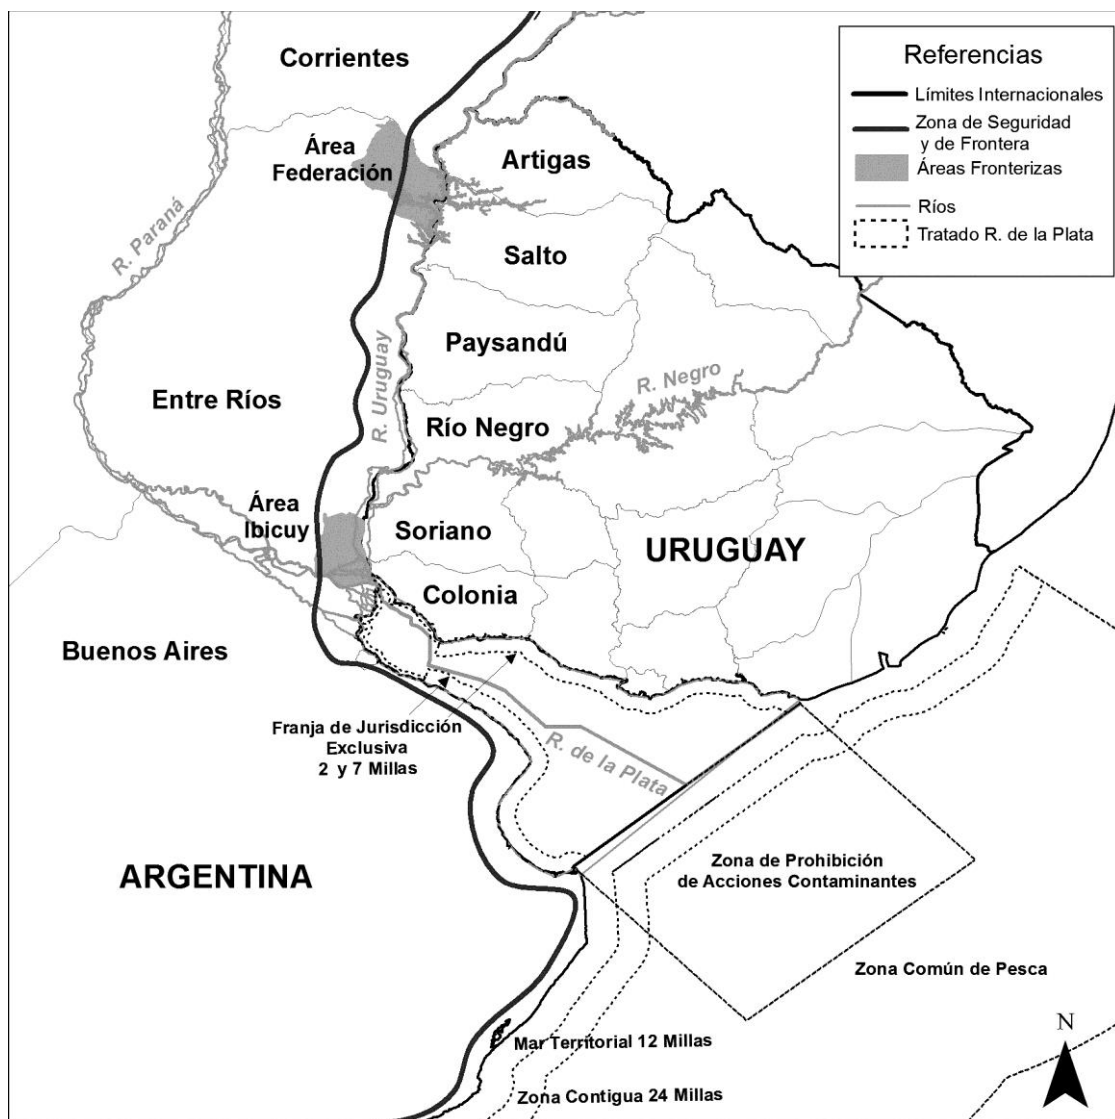 Corrientes
Referencias
Límites Internacionales
Zona de Seguridad
y de Frontera
Áreas Fronterizas
Ríos
Tratado R. de la Plata
Área
Federación
Artigas
R. Paraná
Salto
R. Uruguay
Paysandú
R. Negro
Entre Ríos
Río Negro
Área
Ibicuy
Soriano
URUGUAY
Colonia
Buenos Aires
Franja de Jurisdicción
Exclusiva
2 y 7 Millas
R. de la Plata
ARGENTINA
Zona de Prohibición
de Acciones Contaminantes
Zona Común de Pesca
N
Mar Territorial 12 Millas
Zona Contigua 24 Millas